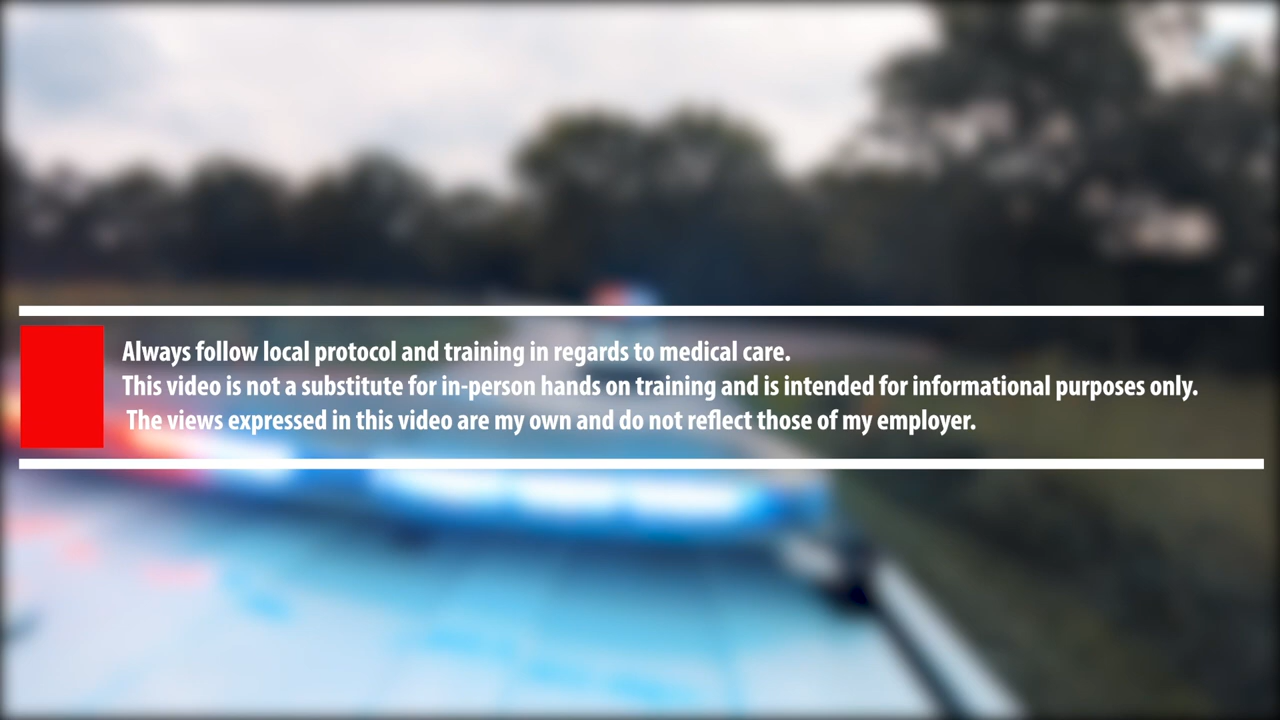 Always follow local protocol and training in regards to medical care.
This video is not a substitute for in-person hands on training and is intended for informational purposes only.
The views expressed in this video are my own and do not reflect those of my employer.